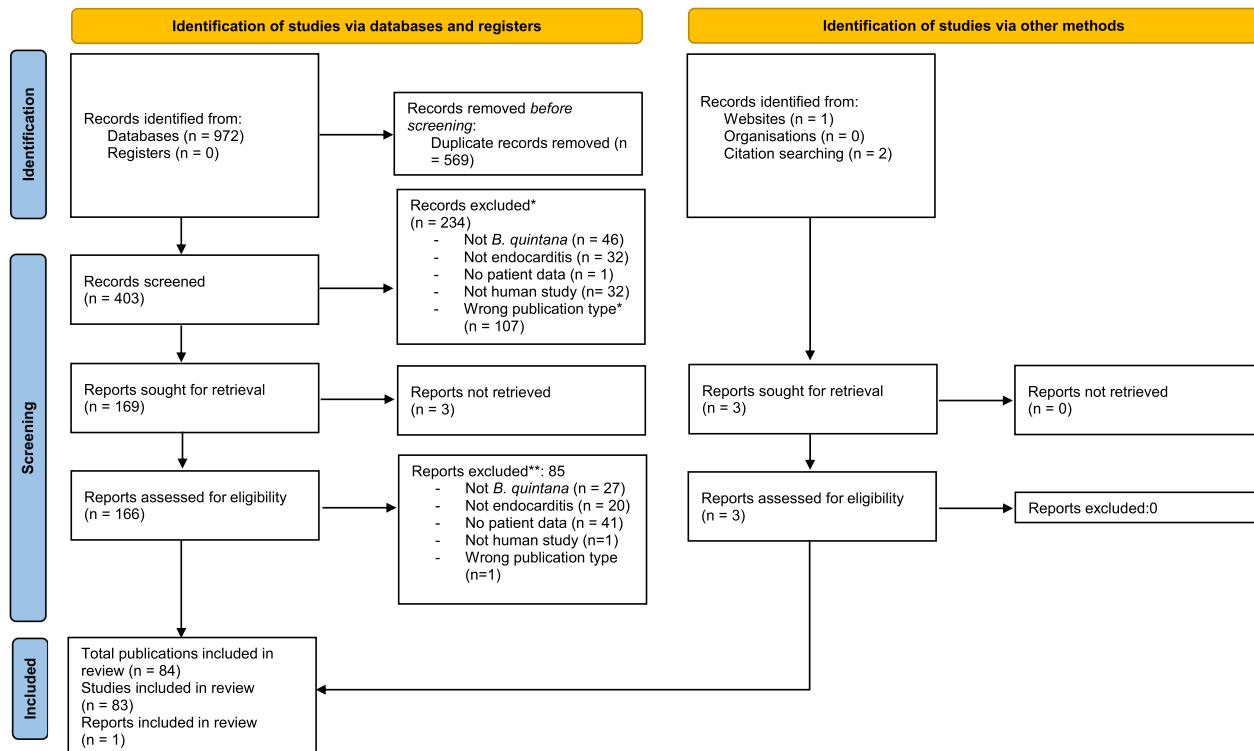 Identification of studies via databases and registers
Identification of studies via other methods
Identification
Records identified from:
Databases (n = 972)
Registers (n = 0)
Records removed before
screening:
Duplicate records removed (n
= 569)
Records identified from:
Websites (n = 1)
Organisations (n = 0)
Citation searching (n = 2)
Screening
Records screened
(n = 403)
Records excluded*
(n = 234)
- Not B. quintana (n = 46)
- Not endocarditis (n = 32)
- No patient data (n = 1)
- Not human study (n= 32)
- Wrong publication type*
(n = 107)
Reports sought for retrieval
(n = 169)
Reports not retrieved
(n = 3)
Reports sought for retrieval
(n = 3)
Reports not retrieved
(n = 0)
Reports assessed for eligibility
(n = 166)
Reports excluded**: 85
- Not B. quintana (n = 27)
- Not endocarditis (n = 20)
- No patient data (n = 41)
- Not human study (n=1)
- Wrong publication type
(n=1)
Reports assessed for eligibility
(n = 3)
Reports excluded:0
Included
Total publications included in
review (n = 84)
Studies included in review
(n = 83)
Reports included in review
(n = 1)